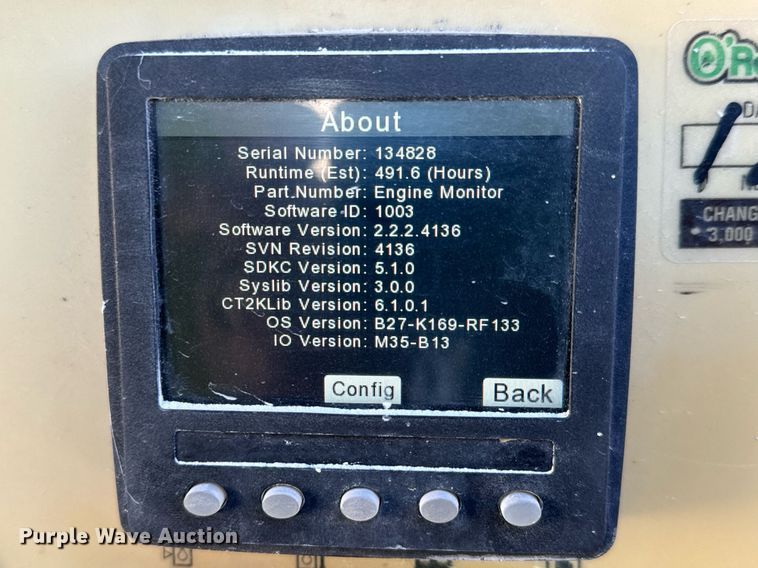 About
Serial Number: 134828
Runtime (Est): 491.6 (Hours)
Part Number: Engine Monitor
Software ID: 1003
Software Version: 2.2.2.4136
SVN Revision: 4136
SDKC Version: 5.1.0
Syslib Version: 3.0.0
CT2KLib Version: 6.1.0.1
OS Version: B27-K169-RF133
IO Version: M35-B13
Config Back
O'Re
DA
CHANG
3,000
Purple Wave Auction